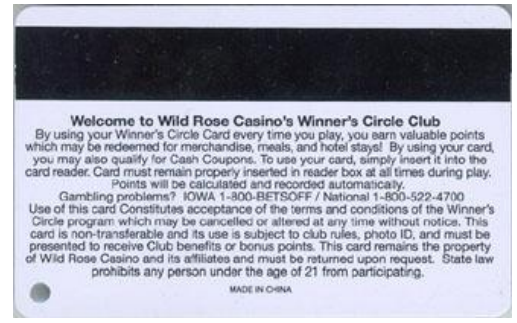 Welcome to Wild Rose Casino's Winner's Circle Club
By using your Winner's Circle Card every time you play, you earn valuable points
which may be redeemed for merchandise, meals, and hotel stays! By using your card,
you may also qualify for Cash Coupons. To use your card, simply insert it into the
card reader. Card must remain properly inserted in reader box at all times during play.
Points will be calculated and recorded automatically.
Gambling problems? IOWA 1-800-BETSOFF / National 1-800-522-4700
Use of this card Constitutes acceptance of the terms and conditions of the Winner's
Circle program which may be cancelled or altered at any time without notice. This
card is non-transferable and its use is subject to club rules, photo ID, and must be
presented to receive Club benefits or bonus points. This card remains the property
of Wild Rose Casino and its affiliates and must be returned upon request. State law
prohibits any person under the age of 21 from participating.
MADE IN CHINA